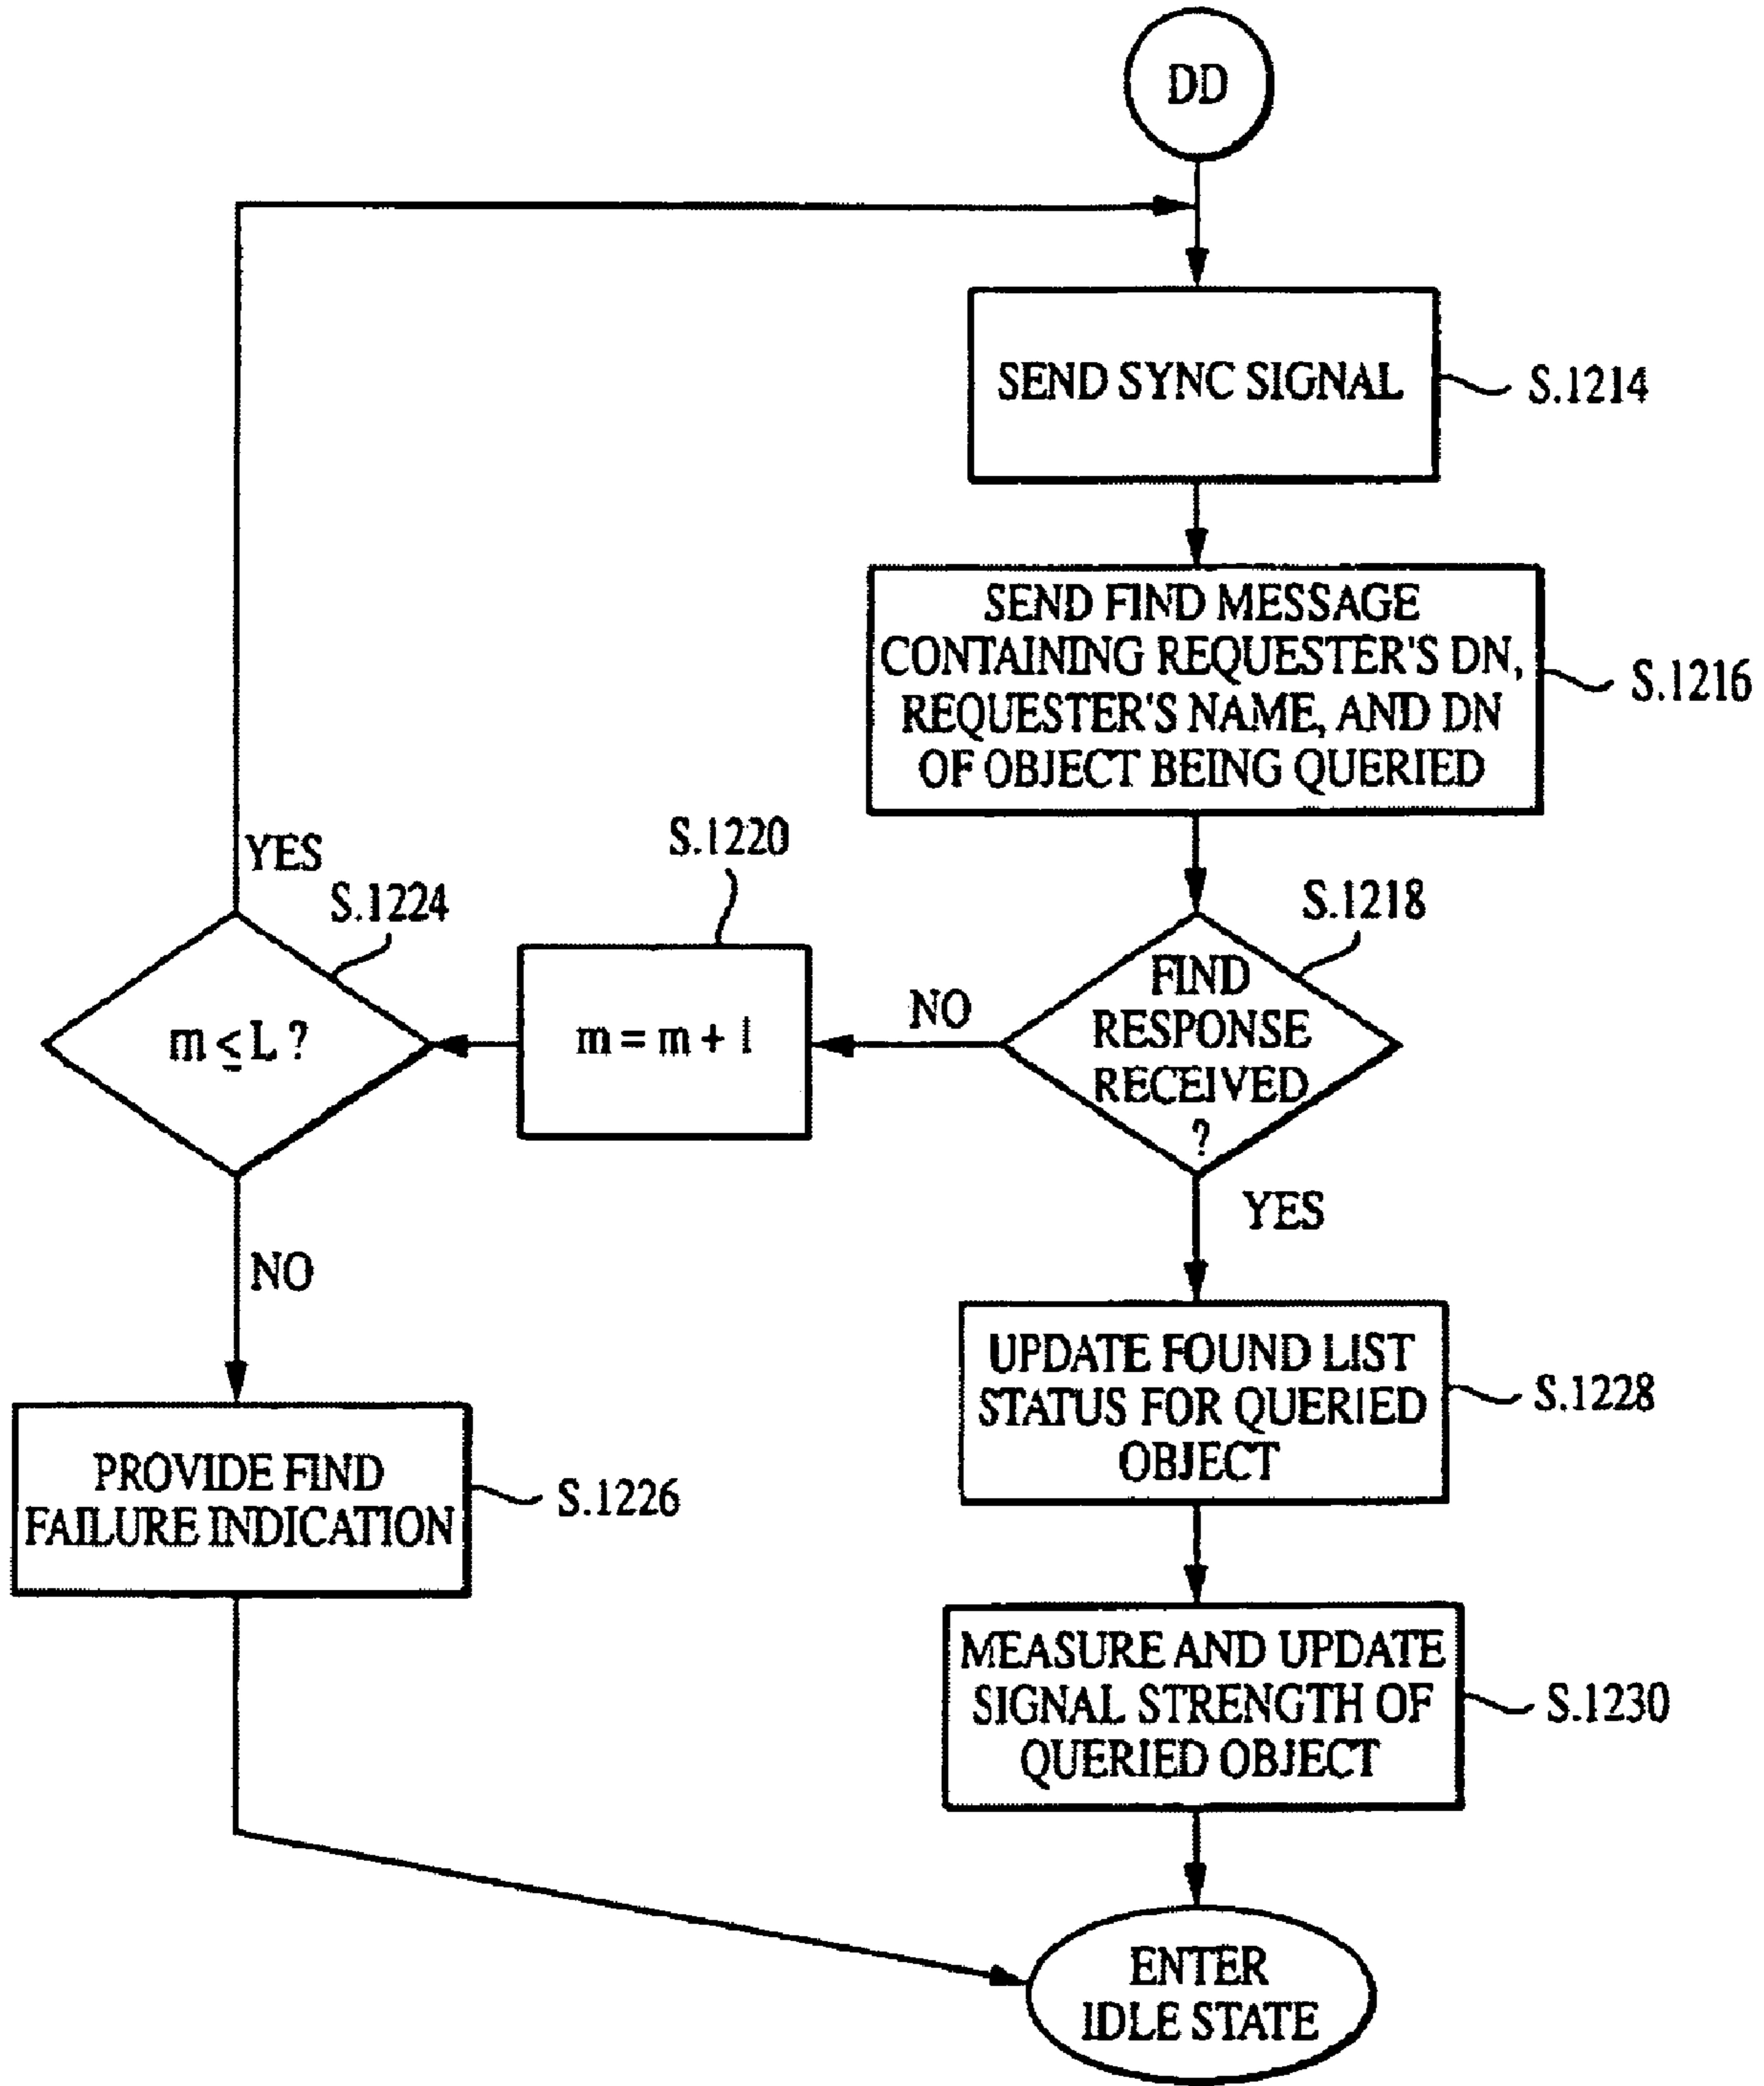 DD
SEND SYNC SIGNAL
S.1214
SEND FIND MESSAGE
CONTAINING REQUESTER'S DN,
REQUESTER'S NAME, AND DN
OF OBJECT BEING QUERIED
S.1216
FIND
RESPONSE
RECEIVED
?
S.1218
NO
m = m + 1
S.1220
m ≤ L ?
S.1224
YES
NO
PROVIDE FIND
FAILURE INDICATION
S.1226
YES
UPDATE FOUND LIST
STATUS FOR QUERIED
OBJECT
S.1228
MEASURE AND UPDATE
SIGNAL STRENGTH OF
QUERIED OBJECT
S.1230
ENTER
IDLE STATE